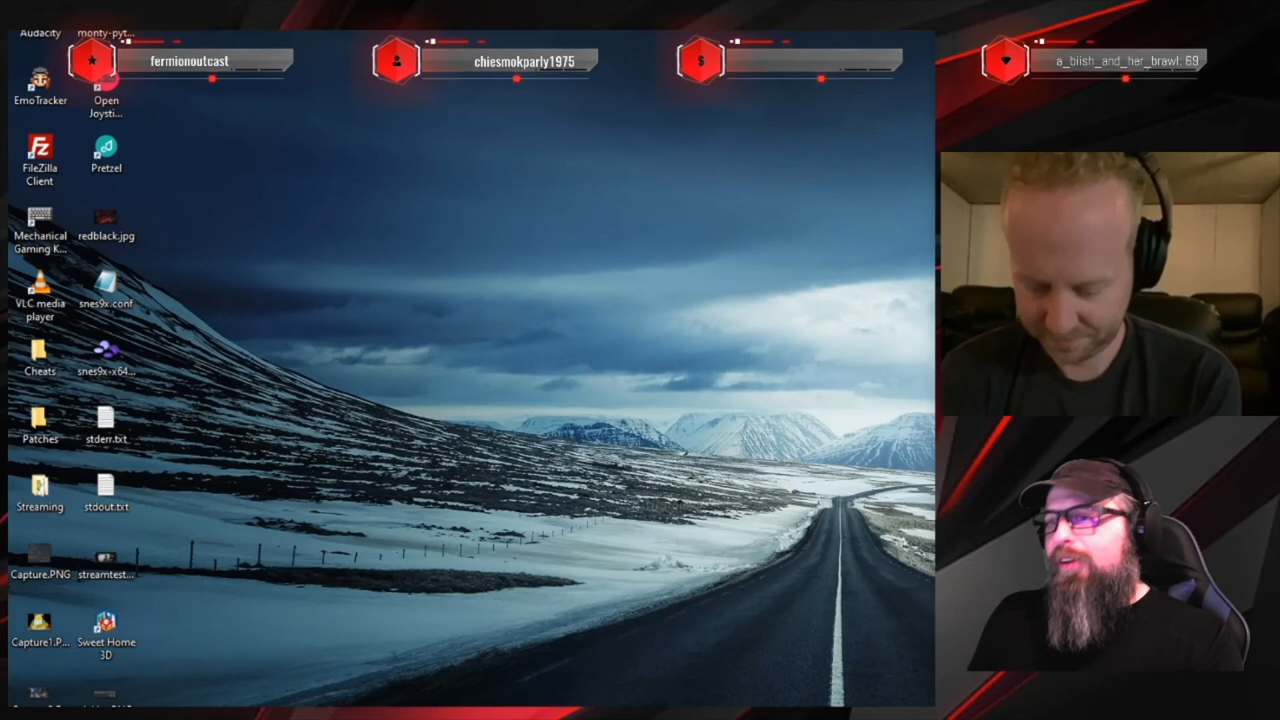 Audacity
monty-pyt...
fermionoutcast
chiesmokparly1975
$
a_biish_and_her_brawl: 69
EmoTracker
Open
Joysti...
FileZilla
Client
Pretzel
Mechanical
Gaming K...
redblack.jpg
VLC media
player
snes9x.conf
Cheats
snes9x-x64...
Patches
stderr.txt
Streaming
stdout.txt
Capture.PNG
streamtest...
Capture1.P...
Sweet Home
3D